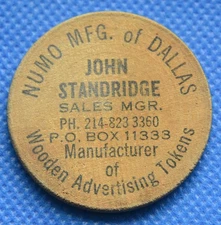 NUMO MFG. of DALLAS
JOHN
STANDRIDGE
SALES MGR.
PH. 214-823 3360
P.O. BOX 11333
Manufacturer
of
Wooden Advertising Tokens